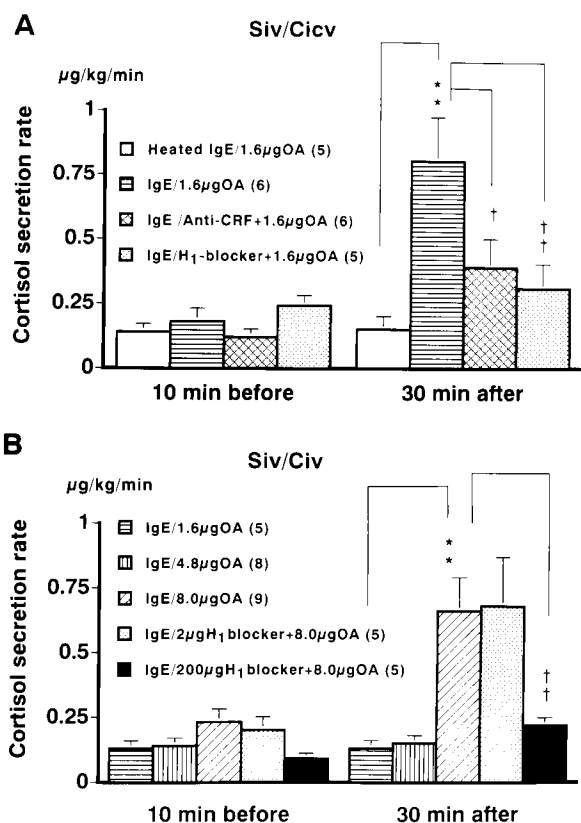 A
Siv/Cicv
µg/kg/min
Cortisol secretion rate
1
0.75
0.5
0.25
0
Heated IgE/1.6µgOA (5)
IgE/1.6µgOA (6)
IgE /Anti-CRF+1.6µgOA (6)
IgE/H1-blocker+1.6µgOA (5)
* *
†
† †
10 min before
30 min after
B
Siv/Civ
µg/kg/min
Cortisol secretion rate
1
0.75
0.5
0.25
0
IgE/1.6µgOA (5)
IgE/4.8µgOA (8)
IgE/8.0µgOA (9)
IgE/2µgH1blocker+8.0µgOA (5)
IgE/200µgH1blocker+8.0µgOA (5)
* *
† †
10 min before
30 min after